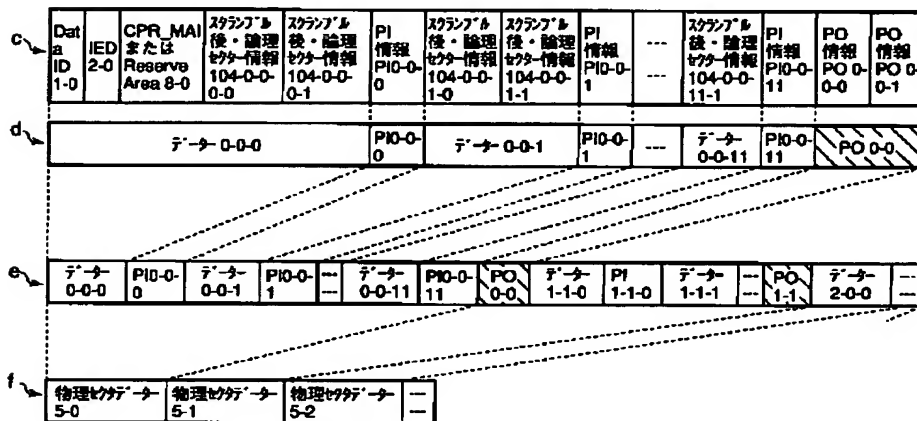 c
Dat
a
ID
1-0
IED
2-0
CPR_MAI
または
Reserve
Area 8-0
スクランブル
後・論理
セクター情報
104-0-0-
0-0
スクランブル
後・論理
セクター情報
104-0-0-
0-1
PI
情報
PI0-0-
0
スクランブル
後・論理
セクター情報
104-0-0-
1-0
スクランブル
後・論理
セクター情報
104-0-0-
1-1
PI
情報
PI0-0-
1
---
---
スクランブル
後・論理
セクター情報
104-0-0-
11-1
PI
情報
PI0-0-
11
PO
情報
PO 0-
0-0
PO
情報
PO 0-
0-1
d
データー 0-0-0
PI0-0-
0
データー 0-0-1
PI0-0-
1
---
データー
0-0-11
PI0-0-
11
PO 0-0
e
データー
0-0-0
PI0-0-
0
データー
0-0-1
PI0-0-
1
---
---
データー
0-0-11
PI0-0-
11
PO
0-0
データー
1-1-0
PI
1-1-0
データー
1-1-1
---
---
PO
1-1
データー
2-0-0
---
---
f
物理セクタデーター
5-0
物理セクタデーター
5-1
物理セクタデーター
5-2
---
---